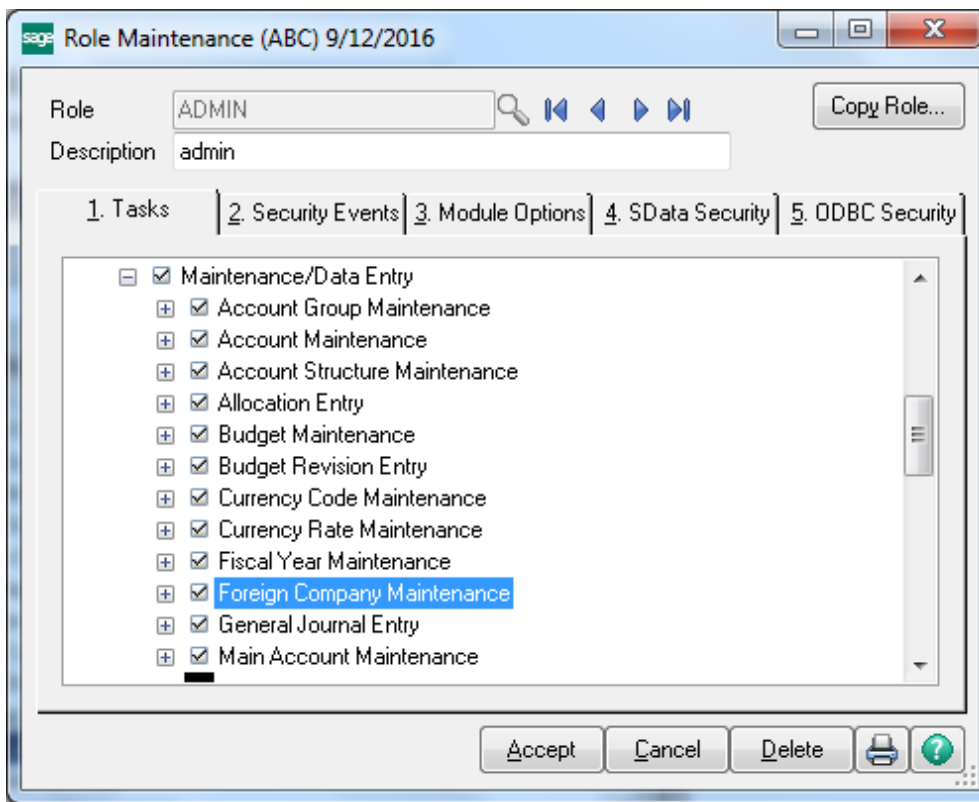 sage Role Maintenance (ABC) 9/12/2016
Role ADMIN Copy Role...
Description admin
1. Tasks 2. Security Events 3. Module Options 4. SData Security 5. ODBC Security
Maintenance/Data Entry
Account Group Maintenance
Account Maintenance
Account Structure Maintenance
Allocation Entry
Budget Maintenance
Budget Revision Entry
Currency Code Maintenance
Currency Rate Maintenance
Fiscal Year Maintenance
Foreign Company Maintenance
General Journal Entry
Main Account Maintenance
Accept Cancel Delete ?